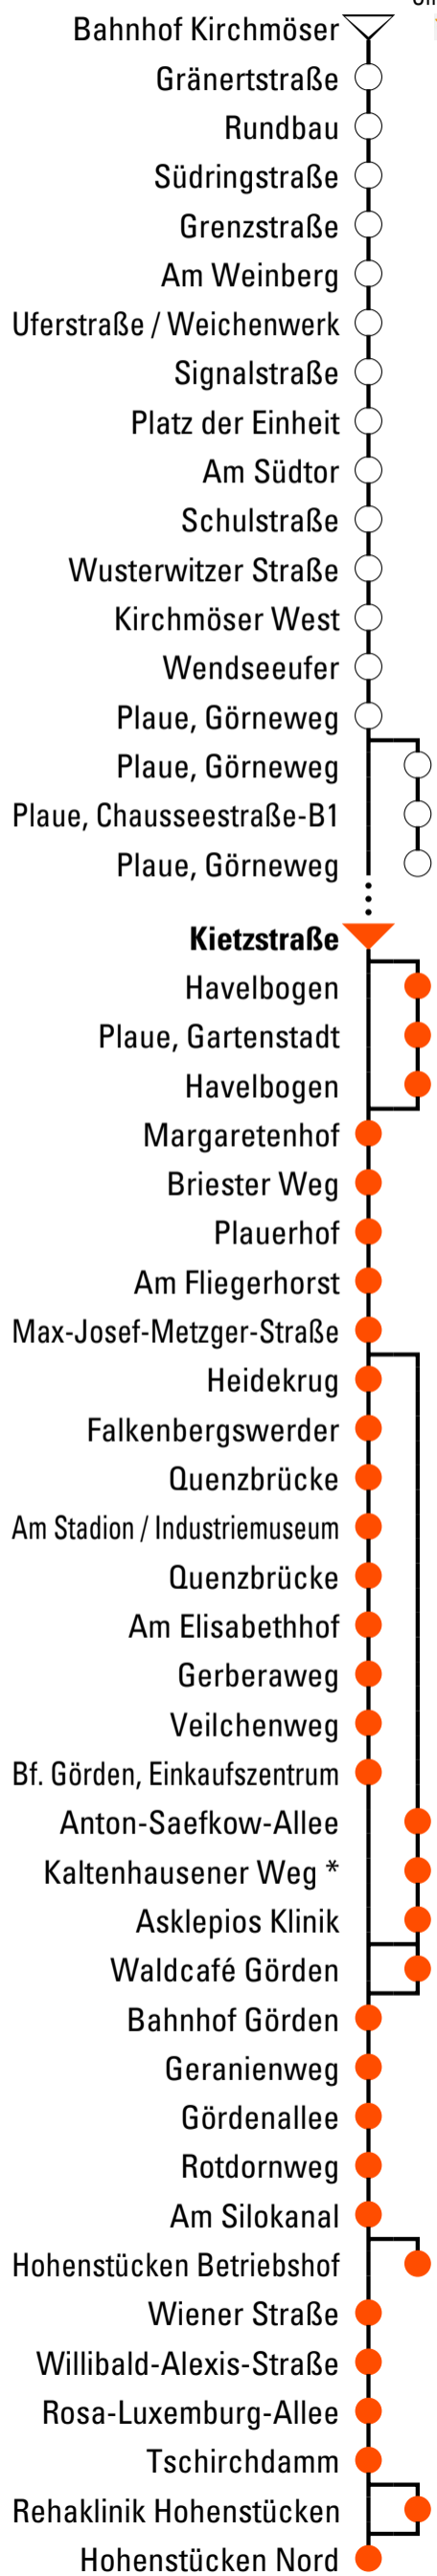 Bahnhof Kirchmöser
Gränertstraße
Rundbau
Südringstraße
Grenzstraße
Am Weinberg
Uferstraße / Weichenwerk
Signalstraße
Platz der Einheit
Am Südtor
Schulstraße
Wusterwitzer Straße
Kirchmöser West
Wendseeufer
Plaue, Görneweg
Plaue, Görneweg
Plaue, Chausseestraße-B1
Plaue, Görneweg
Kietzstraße
Havelbogen
Plaue, Gartenstadt
Havelbogen
Margaretenhof
Briester Weg
Plauerhof
Am Fliegerhorst
Max-Josef-Metzger-Straße
Heidekrug
Falkenbergswerder
Quenzbrücke
Am Stadion / Industriemuseum
Quenzbrücke
Am Elisabethhof
Gerberaweg
Veilchenweg
Bf. Görden, Einkaufszentrum
Anton-Saefkow-Allee
Kaltenhausener Weg *
Asklepios Klinik
Waldcafé Görden
Bahnhof Görden
Geranienweg
Gördenallee
Rotdornweg
Am Silokanal
Hohenstücken Betriebshof
Wiener Straße
Willibald-Alexis-Straße
Rosa-Luxemburg-Allee
Tschirchdamm
Rehaklinik Hohenstücken
Hohenstücken Nord